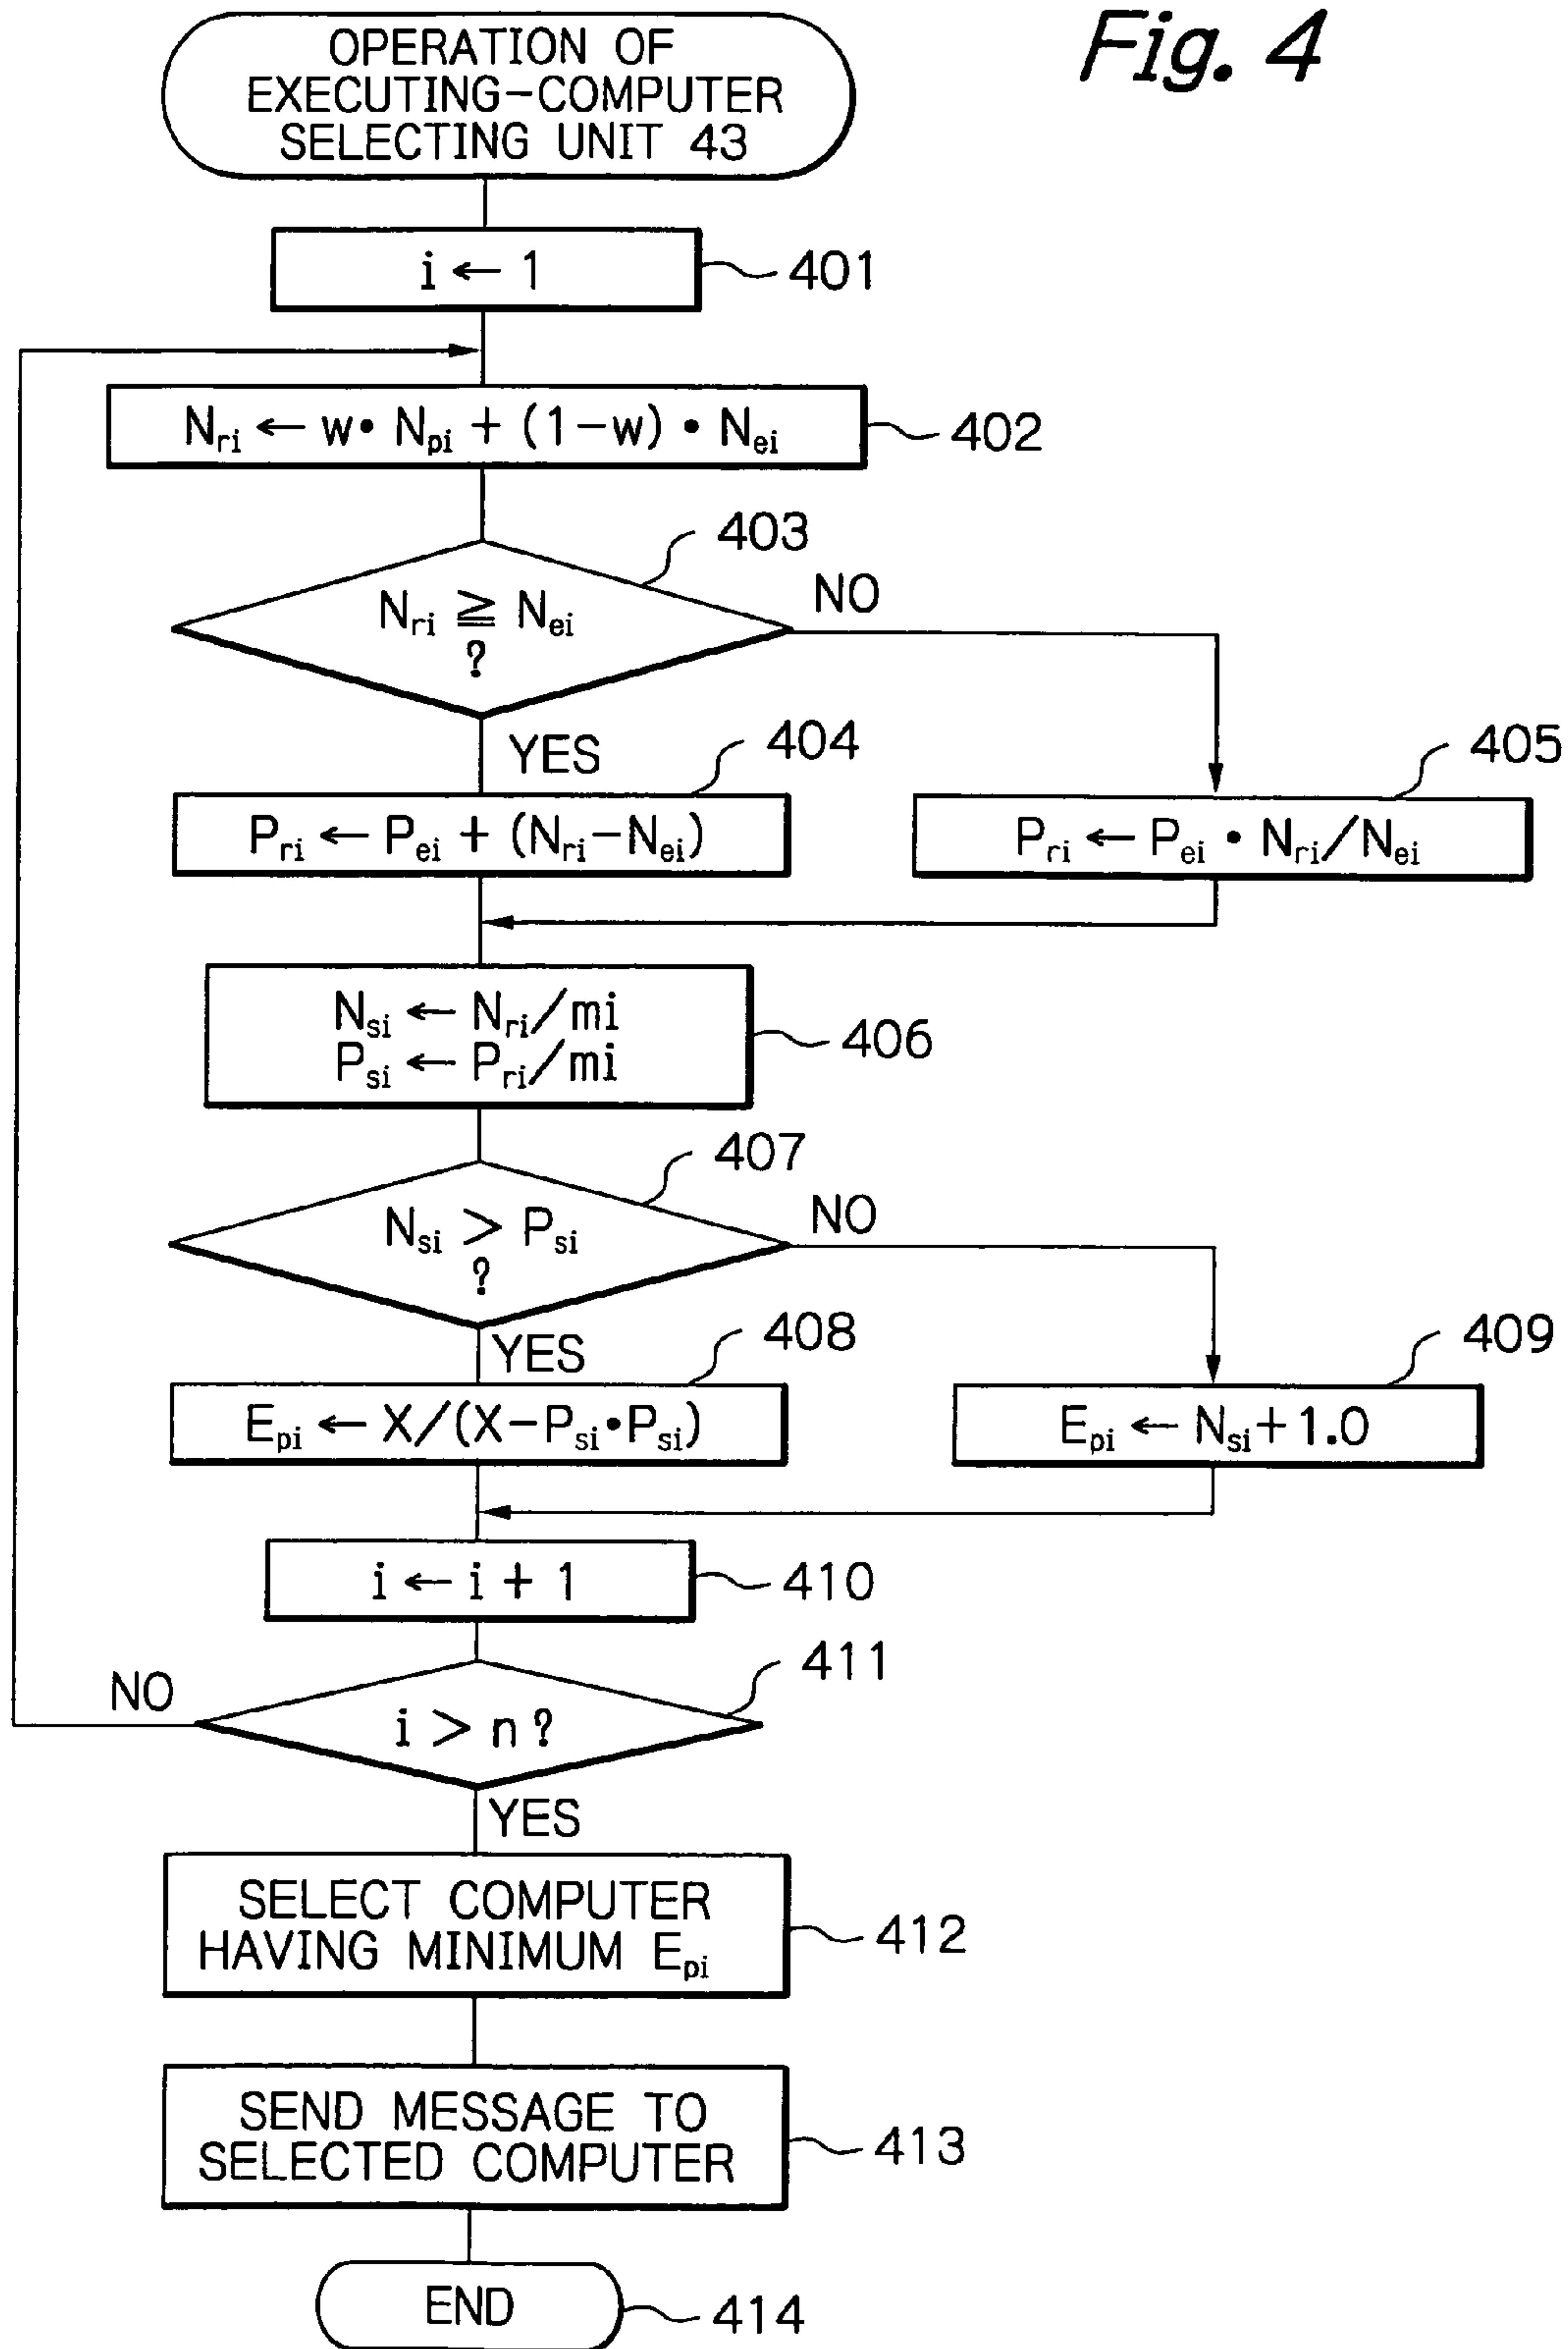 Fig. 4
OPERATION OF
EXECUTING-COMPUTER
SELECTING UNIT 43
i ← 1
401
N_ri ← w• N_pi + (1-w) • N_ei
402
403
N_ri ≧ N_ei
?
NO
YES
404
P_ri ← P_ei + (N_ri-N_ei)
405
P_ri ← P_ei • N_ri/N_ei
N_si ← N_ri/mi
P_si ← P_ri/mi
406
407
N_si > P_si
?
NO
YES
408
E_pi ← X/(X-P_si•P_si)
409
E_pi ← N_si+1.0
i ← i + 1
410
411
NO
i > n ?
YES
SELECT COMPUTER
HAVING MINIMUM E_pi
412
SEND MESSAGE TO
SELECTED COMPUTER
413
END
414